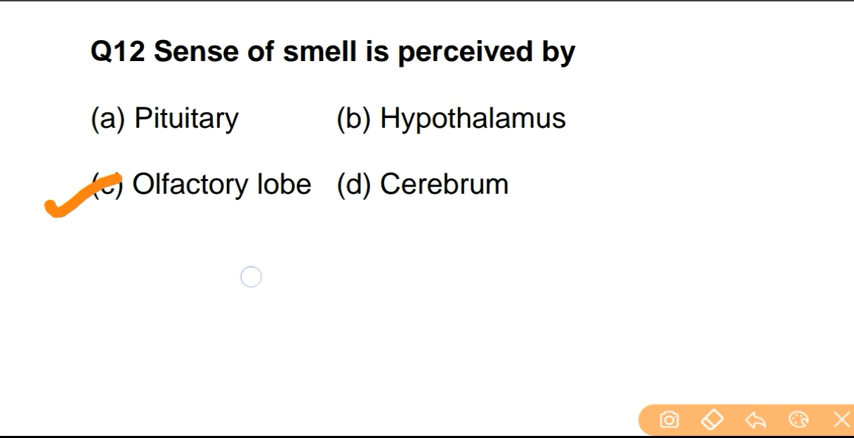 Q12 Sense of smell is perceived by
(a) Pituitary (b) Hypothalamus
(c) Olfactory lobe (d) Cerebrum